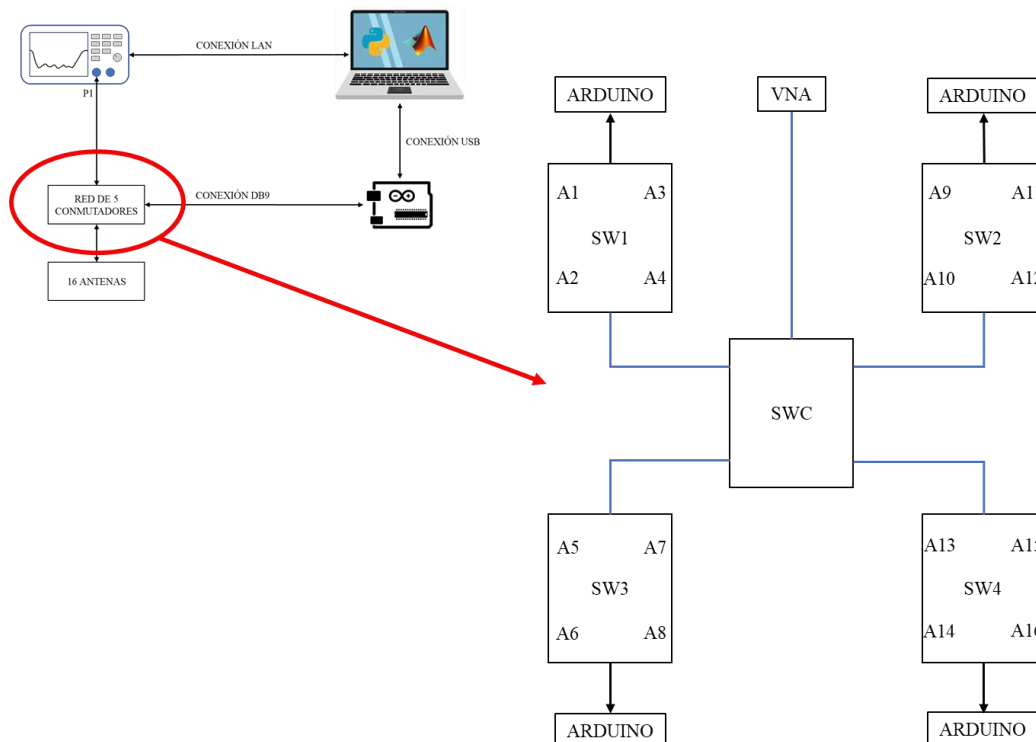 CONEXIÓN LAN
P1
CONEXIÓN USB
RED DE 5
CONMUTADORES
CONEXIÓN DB9
16 ANTENAS
ARDUINO
VNA
ARDUINO
A1 A3
SW1
A2 A4
A9
SW2
A10
SWC
A5 A7
SW3
A6 A8
A13
SW4
A14
ARDUINO
ARDUINO